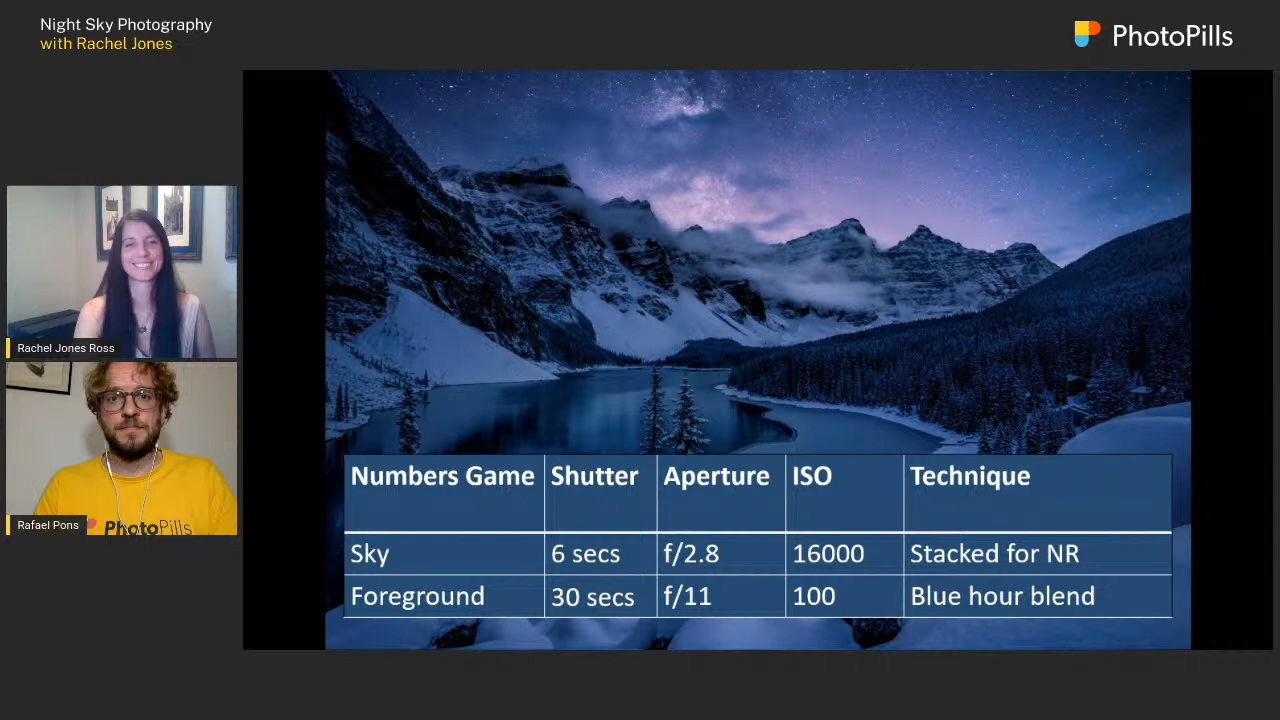 Night Sky Photography
with Rachel Jones
PhotoPills
Rachel Jones Ross
PhotoPills
Rafael Pons
Numbers Game Shutter Aperture ISO Technique
Sky 6 secs f/2.8 16000 Stacked for NR
Foreground 30 secs f/11 100 Blue hour blend